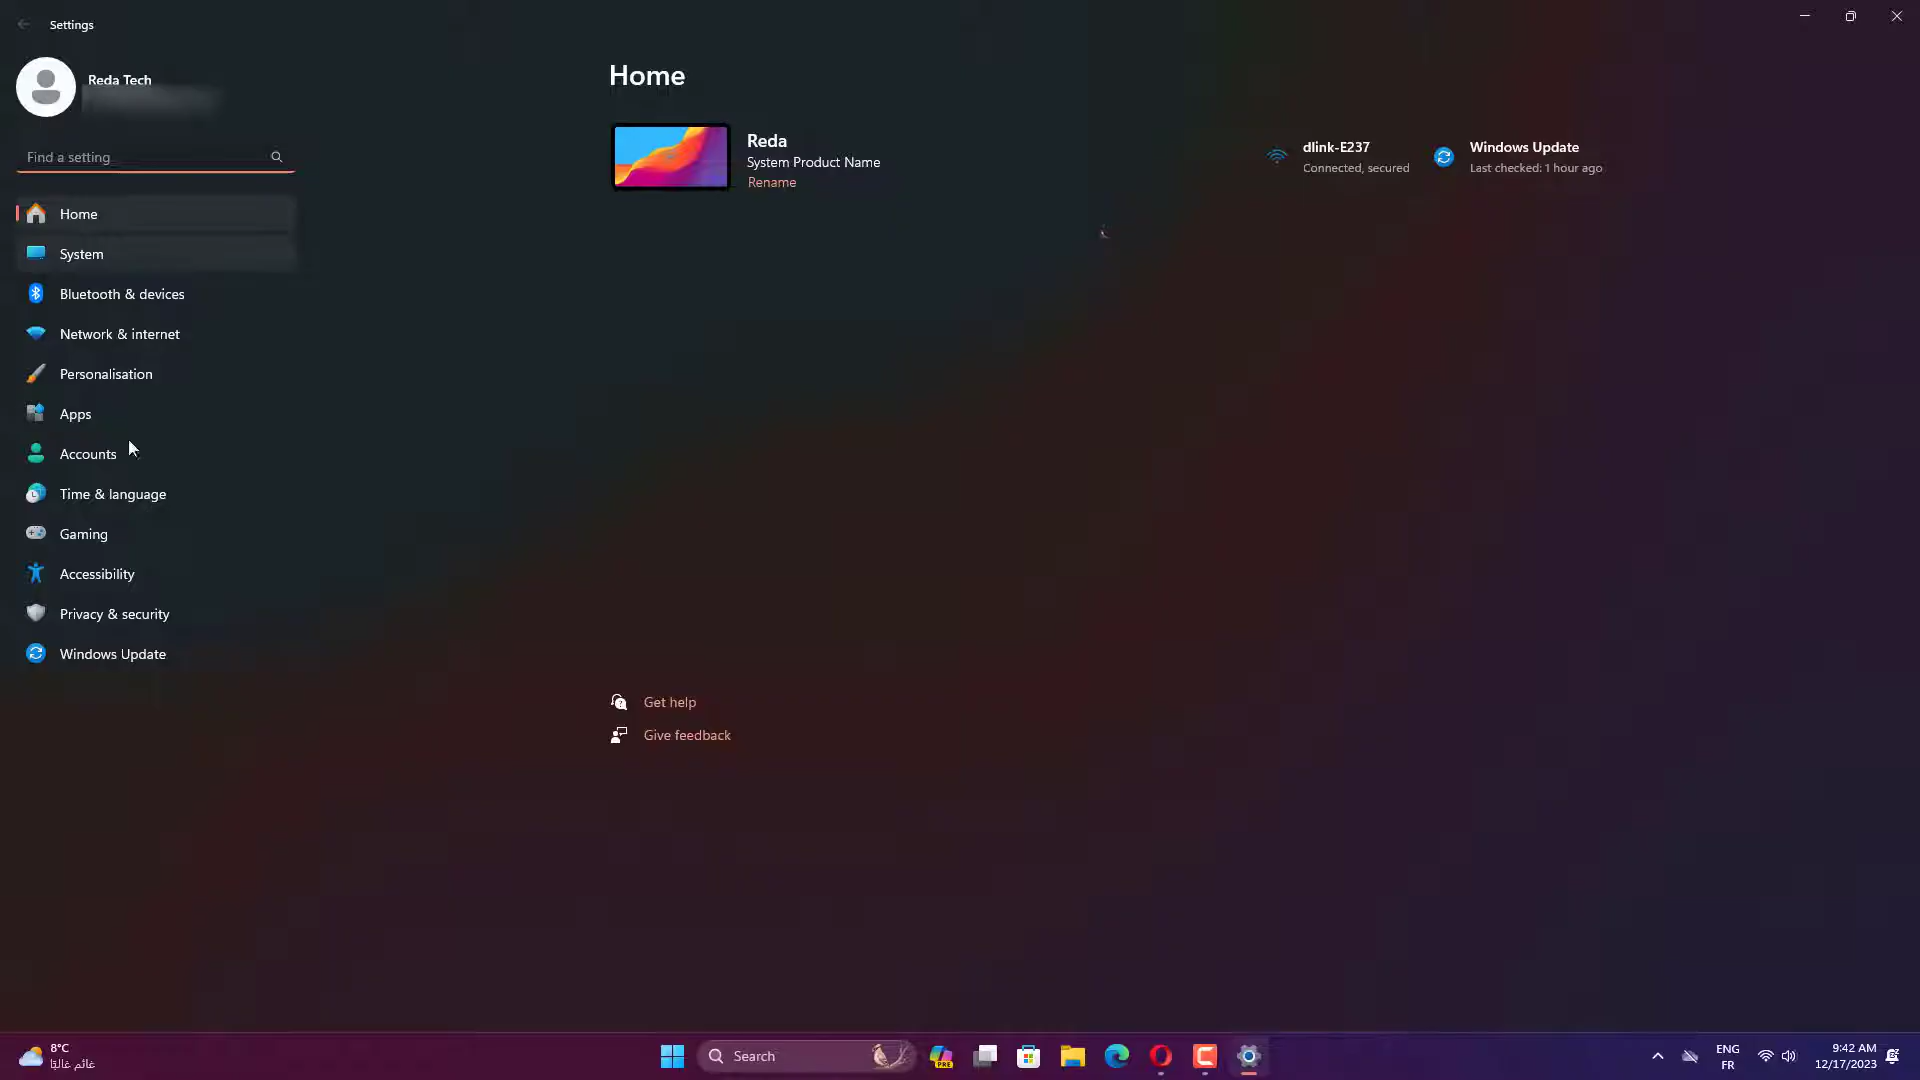 Settings
Reda Tech
Find a setting
Home
System
Bluetooth & devices
Network & internet
Personalisation
Apps
Accounts
Time & language
Gaming
Accessibility
Privacy & security
Windows Update
Home
Reda
System Product Name
Rename
dlink-E237
Connected, secured
Windows Update
Last checked: 1 hour ago
Get help
Give feedback
8°C
غائم غالبًا
Search
PRE
ENG
FR
9:42 AM
12/17/2023